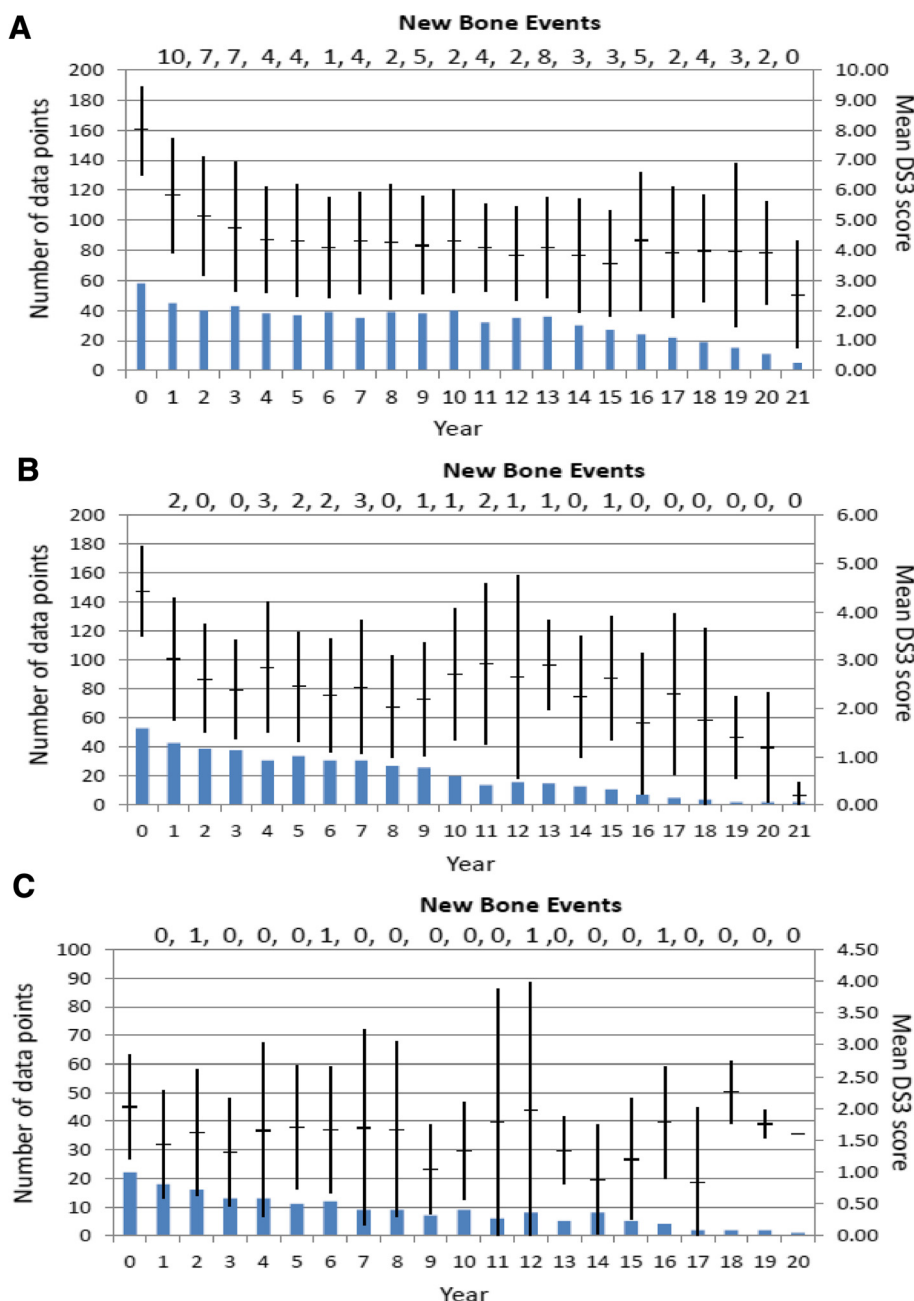 A
New Bone Events
10, 7, 7, 4, 4, 1, 4, 2, 5, 2, 4, 2, 8, 3, 3, 5, 2, 4, 3, 2, 0
200 10.00
180 9.00
160 8.00
140 7.00
120 6.00
100 5.00
80 4.00
60 3.00
40 2.00
20 1.00
0 0.00
Number of data points
Mean DS3 score
0 1 2 3 4 5 6 7 8 9 10 11 12 13 14 15 16 17 18 19 20 21
Year
B
New Bone Events
2, 0, 0, 3, 2, 2, 3, 0, 1, 1, 2, 1, 1, 0, 1, 0, 0, 0, 0, 0, 0
200 6.00
180
160 5.00
140
120 4.00
100 3.00
80
60 2.00
40 1.00
20
0 0.00
Number of data points
Mean DS3 score
0 1 2 3 4 5 6 7 8 9 10 11 12 13 14 15 16 17 18 19 20 21
Year
C
New Bone Events
0, 1, 0, 0, 0, 1, 0, 0, 0, 0, 0, 1 ,0, 0, 0, 1, 0, 0, 0, 0
100 4.50
90 4.00
80 3.50
70 3.00
60 2.50
50 2.00
40 1.50
30 1.00
20 0.50
10 0.00
0
Number of data points
Mean DS3 score
0 1 2 3 4 5 6 7 8 9 10 11 12 13 14 15 16 17 18 19 20
Year